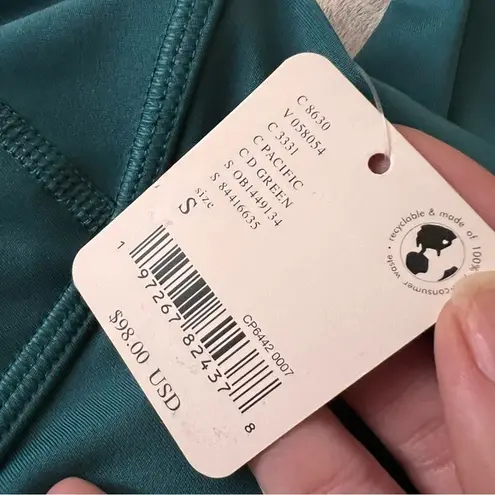 C 8630
V 058054
C 3331
C PACIFIC
C D GREEN
S OB1449134
S 84416635
size
S
1 97267 82437 8
CP6442 0007
$98.00 USD
recyclable & made of 100%
-consumer waste •